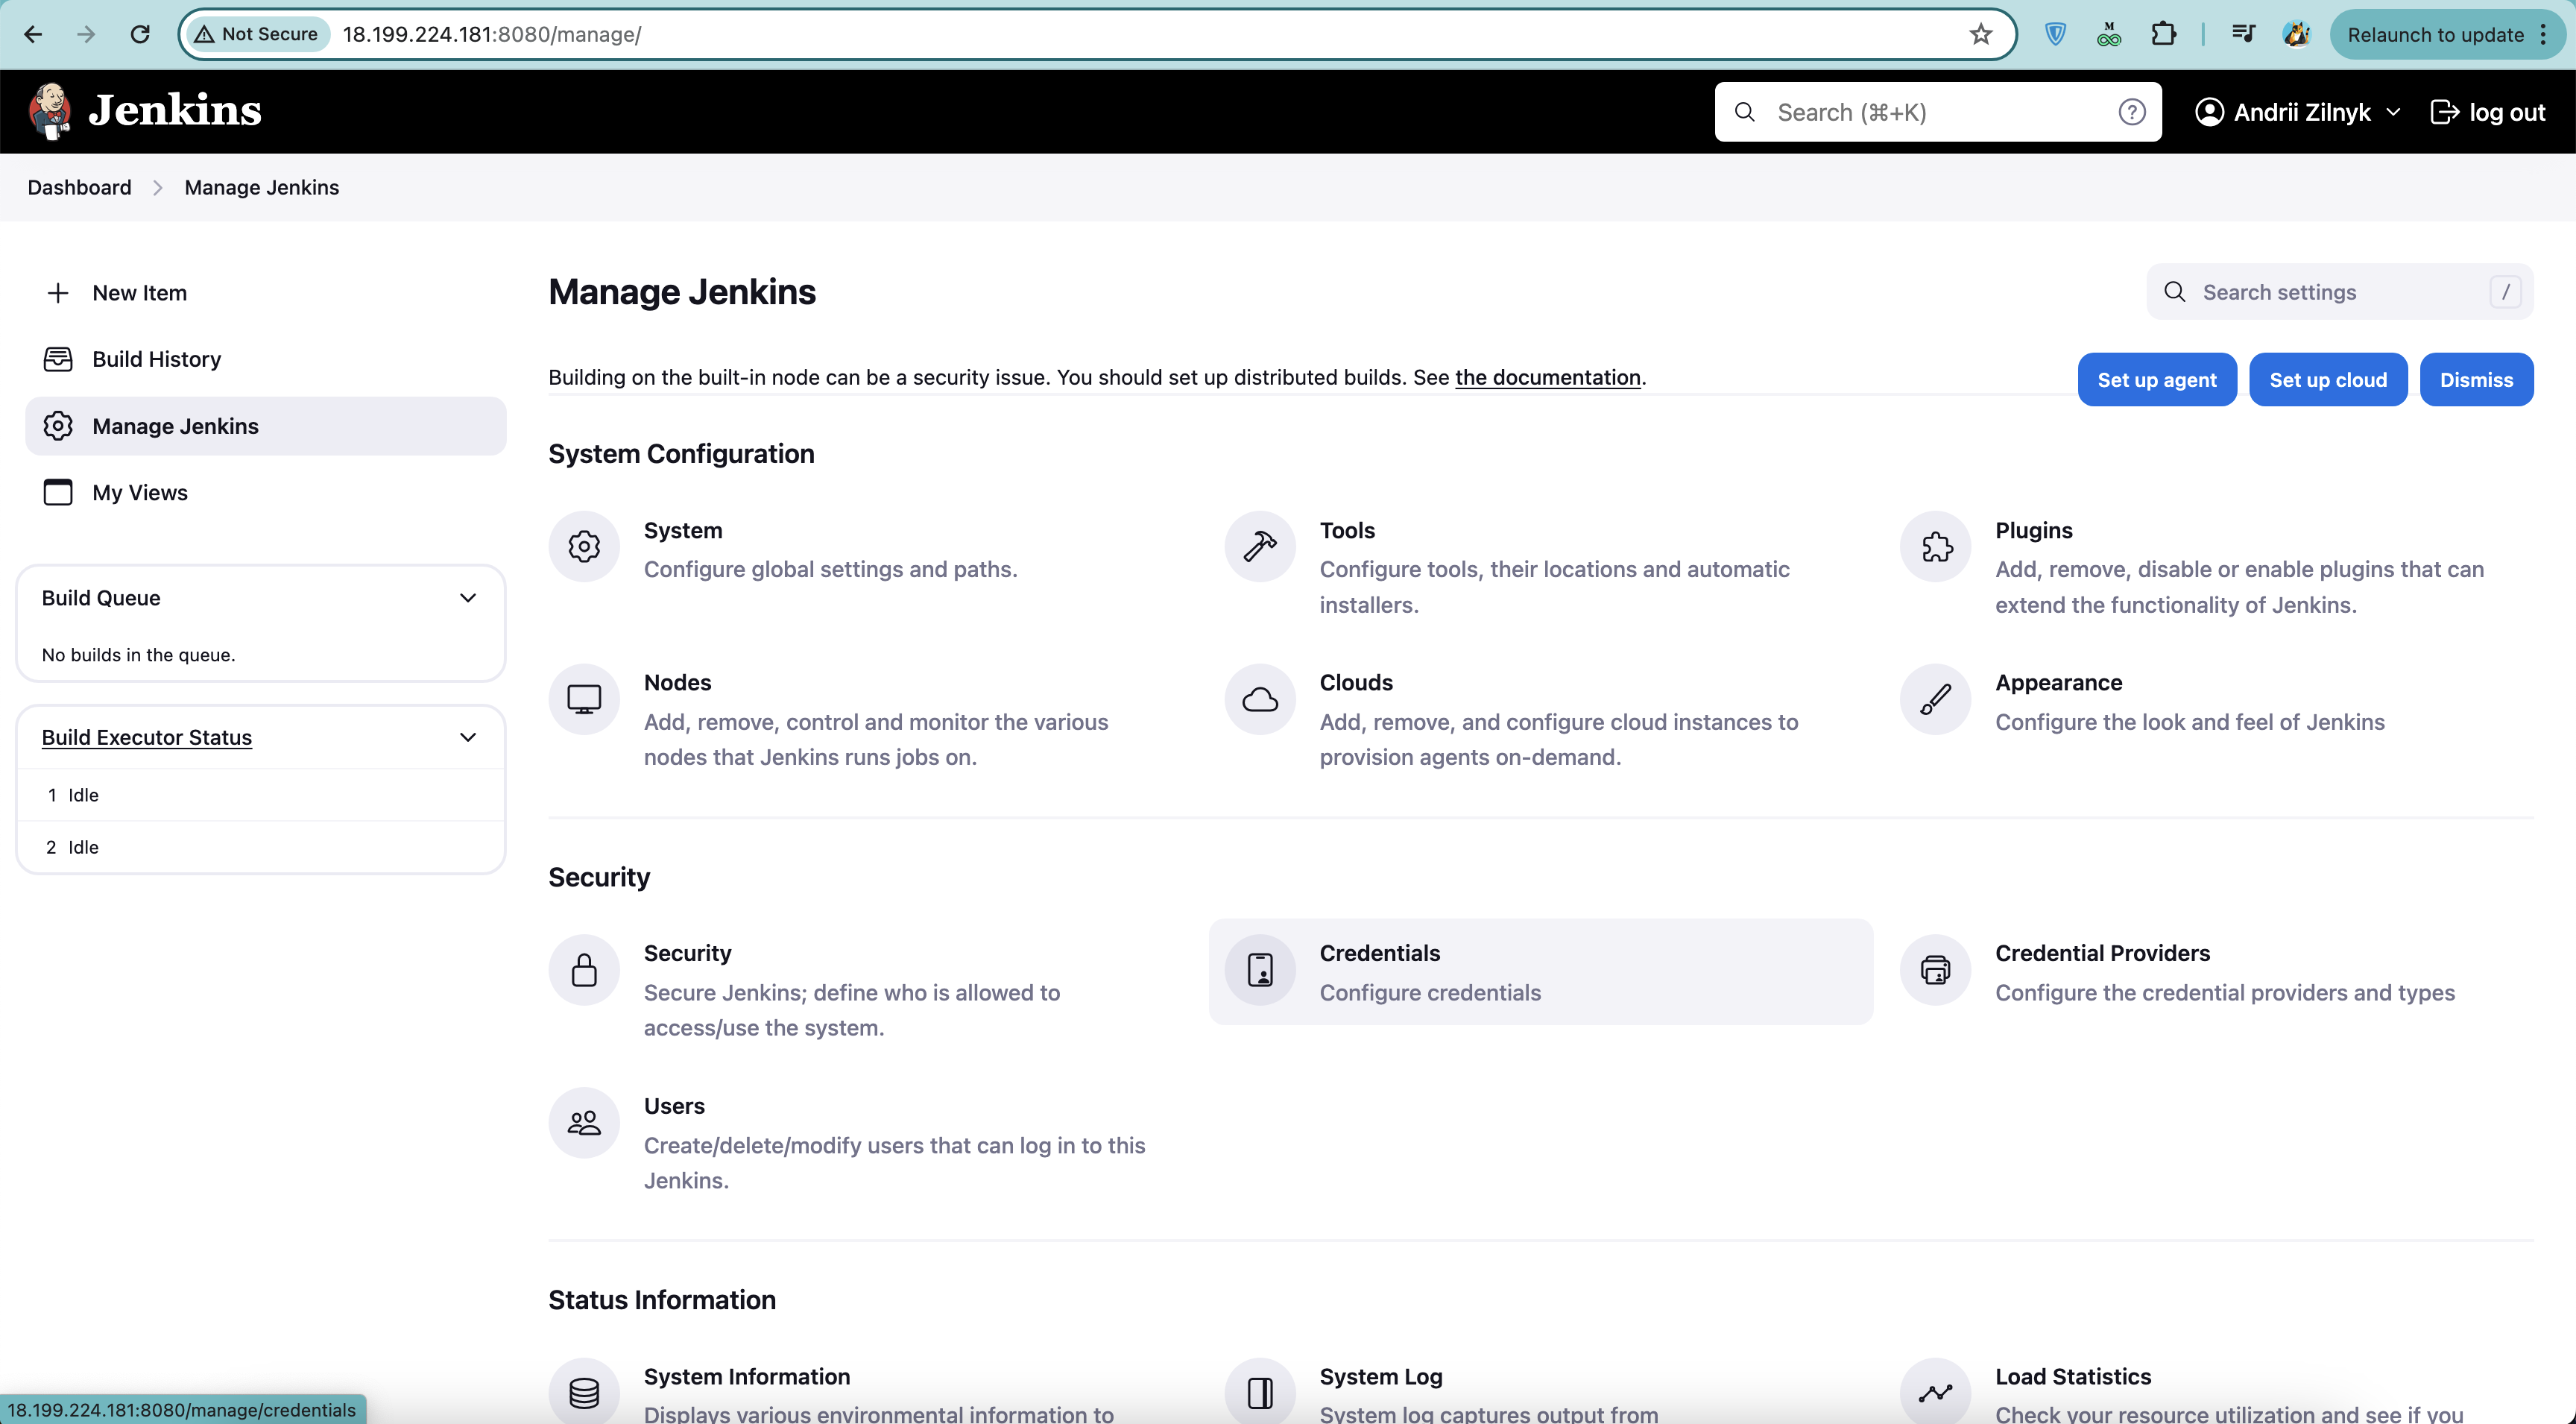 Not Secure
18.199.224.181:8080/manage/
M
Relaunch to update
Jenkins
Search (⌘+K)
?
Andrii Zilnyk
log out
Dashboard
Manage Jenkins
New Item
Build History
Manage Jenkins
My Views
Build Queue
No builds in the queue.
Build Executor Status
1 Idle
2 Idle
Manage Jenkins
Search settings
/
Building on the built-in node can be a security issue. You should set up distributed builds. See the documentation.
Set up agent
Set up cloud
Dismiss
System Configuration
System
Configure global settings and paths.
Tools
Configure tools, their locations and automatic
installers.
Plugins
Add, remove, disable or enable plugins that can
extend the functionality of Jenkins.
Nodes
Add, remove, control and monitor the various
nodes that Jenkins runs jobs on.
Clouds
Add, remove, and configure cloud instances to
provision agents on-demand.
Appearance
Configure the look and feel of Jenkins
Security
Security
Secure Jenkins; define who is allowed to
access/use the system.
Credentials
Configure credentials
Credential Providers
Configure the credential providers and types
Users
Create/delete/modify users that can log in to this
Jenkins.
Status Information
System Information
Displays various environmental information to
System Log
System log captures output from
Load Statistics
Check your resource utilization and see if you
18.199.224.181:8080/manage/credentials